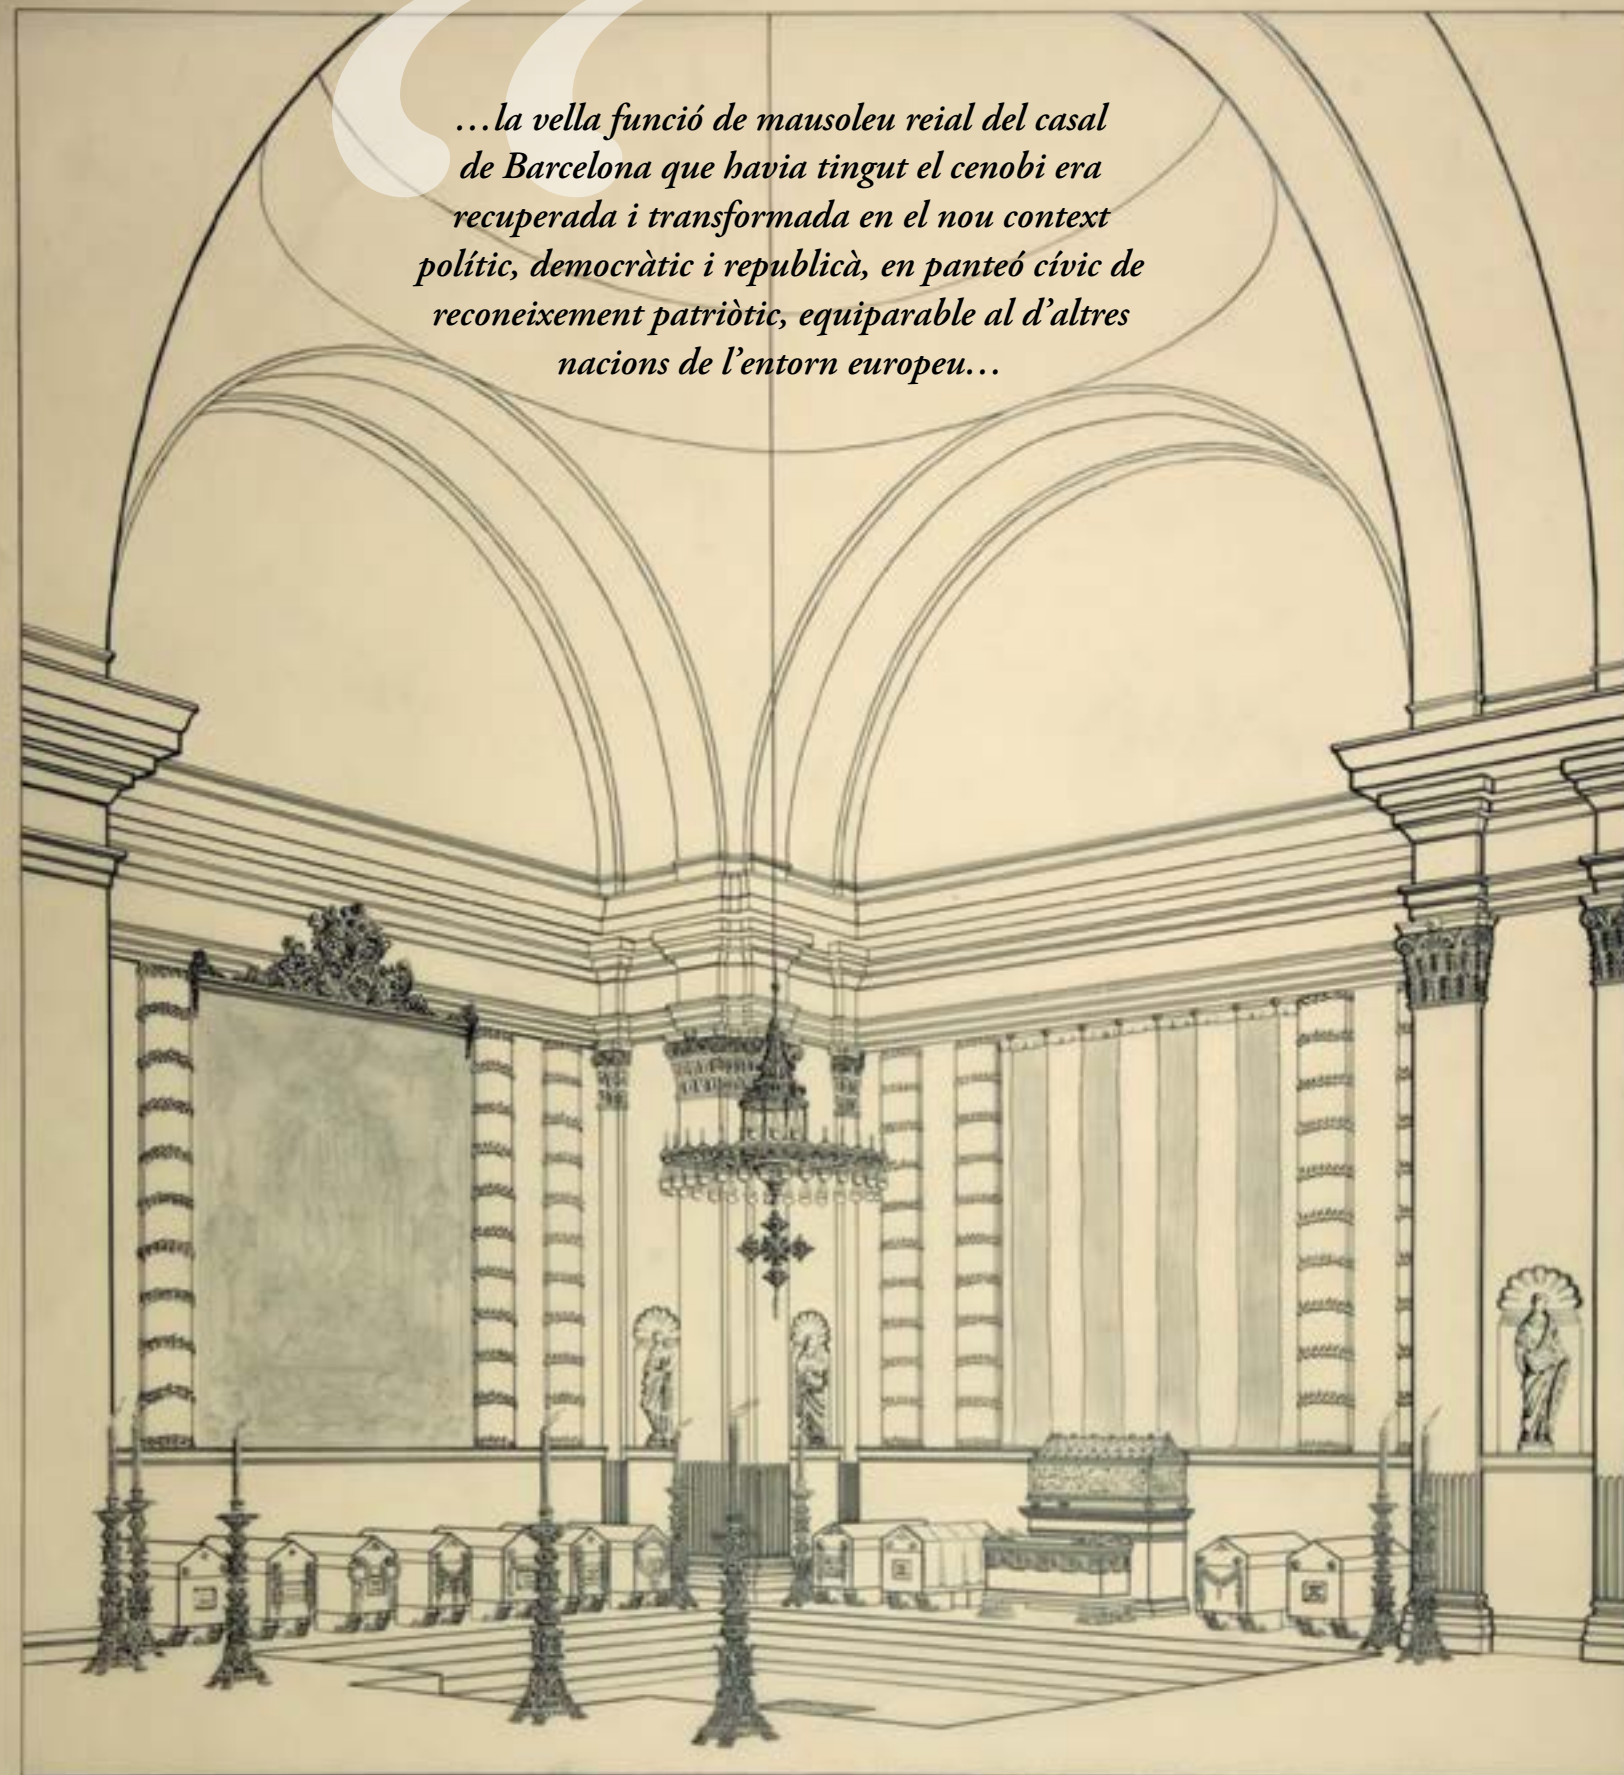 …la vella funció de mausoleu reial del casal
de Barcelona que havia tingut el cenobi era
recuperada i transformada en el nou context
polític, democràtic i republicà, en panteó cívic de
reconeixement patriòtic, equiparable al d’altres
nacions de l’entorn europeu…